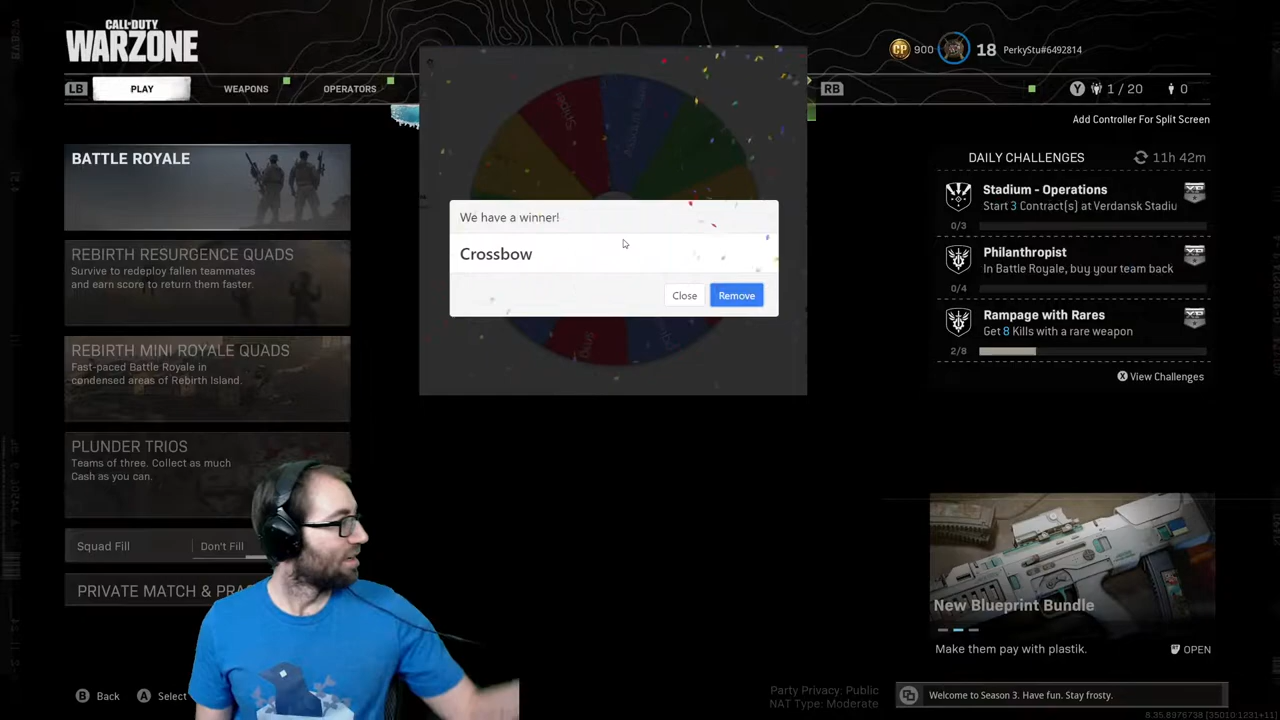 CALL OF DUTY
WARZONE
CP 900
18
PerkyStu#6492814
LB
PLAY
WEAPONS
OPERATORS
RB
Y
1 / 20
0
Add Controller For Split Screen
BATTLE ROYALE
REBIRTH RESURGENCE QUADS
Survive to redeploy fallen teammates
and earn score to return them faster.
REBIRTH MINI ROYALE QUADS
Fast-paced Battle Royale in
condensed areas of Rebirth Island.
PLUNDER TRIOS
Teams of three. Collect as much
Cash as you can.
Squad Fill
Don't Fill
PRIVATE MATCH & PRA
B Back
A Select
Sniper
We have a winner!
Crossbow
Close
Remove
DAILY CHALLENGES
11h 42m
Stadium - Operations
Start 3 Contract(s) at Verdansk Stadiu
0/3
Philanthropist
In Battle Royale, buy your team back
0/4
Rampage with Rares
Get 8 Kills with a rare weapon
2/8
X View Challenges
New Blueprint Bundle
Make them pay with plastik.
OPEN
Party Privacy: Public
NAT Type: Moderate
Welcome to Season 3. Have fun. Stay frosty.